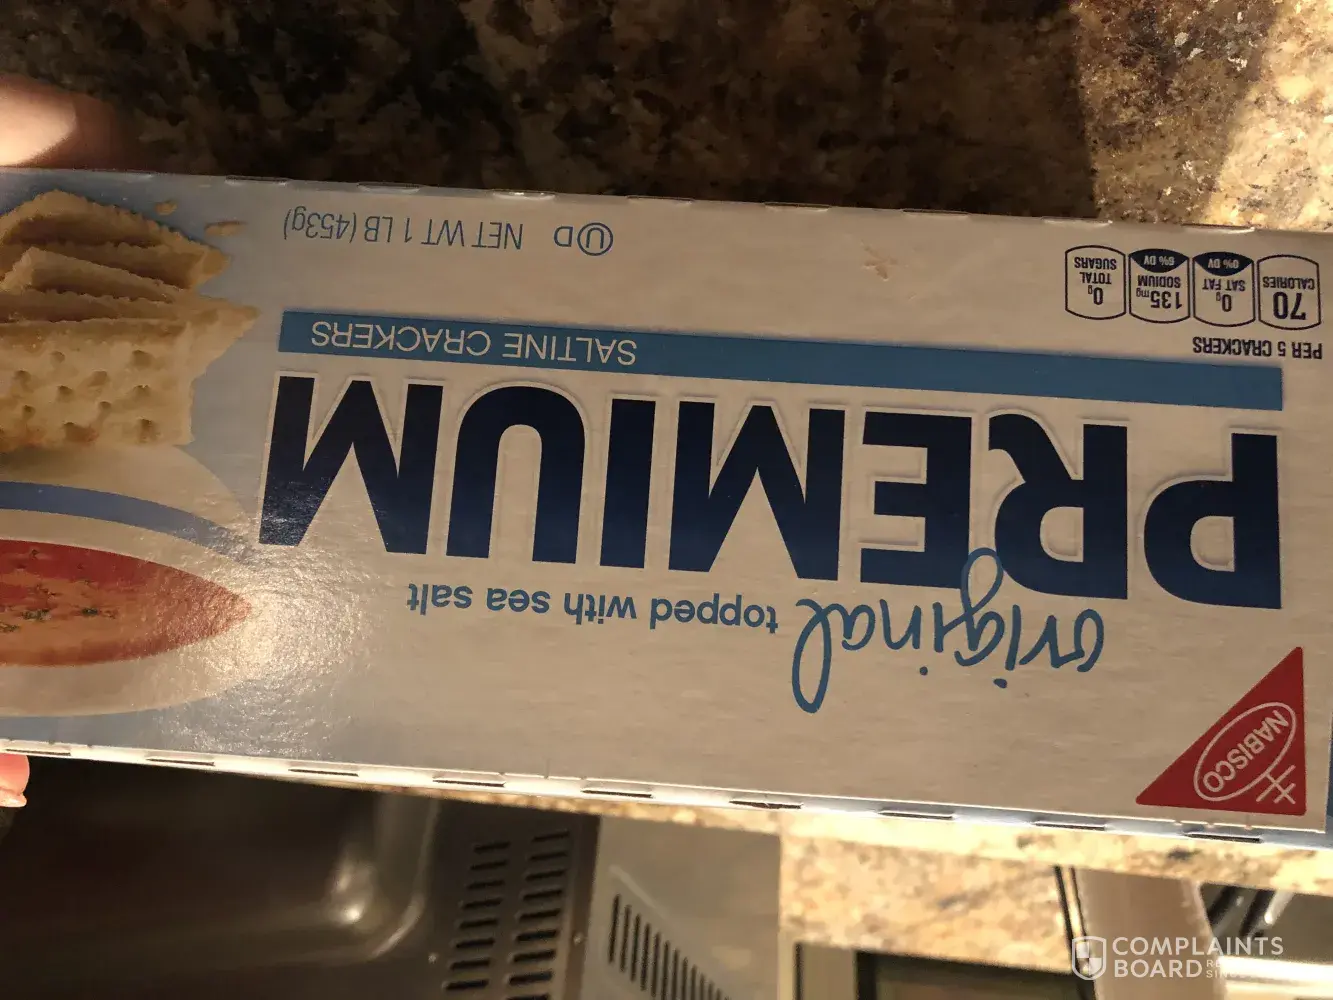 NABISCO
original topped with sea salt
PREMIUM
SALTINE CRACKERS
PER 5 CRACKERS
70
CALORIES
0g
SAT FAT
0% DV
135mg
SODIUM
6% DV
0g
TOTAL
SUGARS
U D NET WT 1 LB (453g)
COMPLAINTS
BOARD